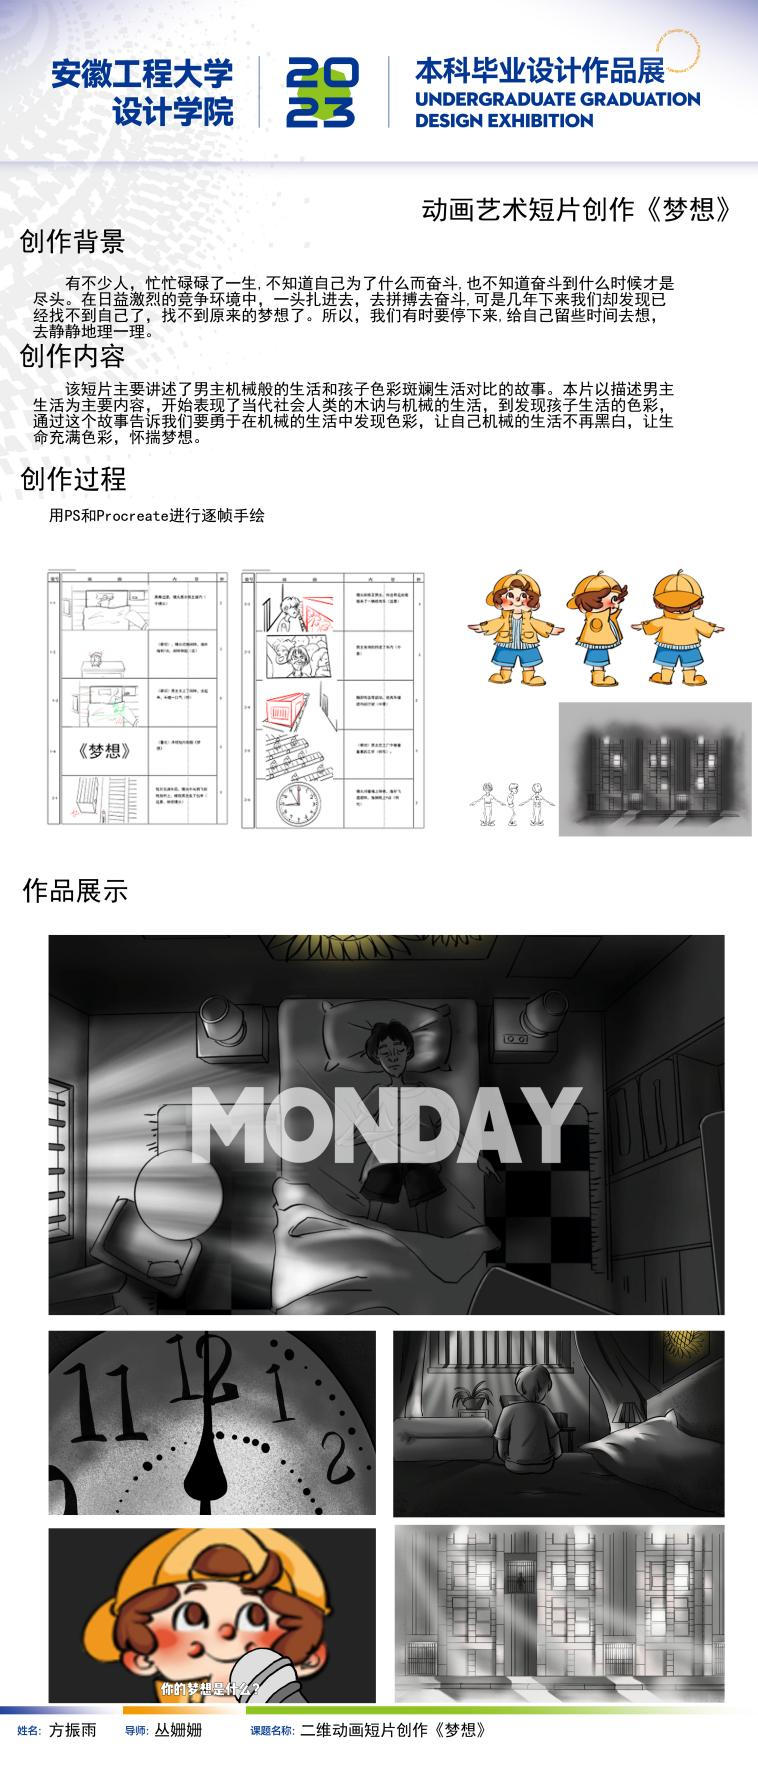 安徽工程大学
设计学院
2023
本科毕业设计作品展
UNDERGRADUATE GRADUATION
DESIGN EXHIBITION
动画艺术短片创作《梦想》
创作背景
有不少人，忙忙碌碌了一生,不知道自己为了什么而奋斗,也不知道奋斗到什么时候才是
尽头。在日益激烈的竞争环境中，一头扎进去，去拼搏去奋斗,可是几年下来我们却发现已
经找不到自己了，找不到原来的梦想了。所以，我们有时要停下来,给自己留些时间去想，
去静静地理一理。
创作内容
该短片主要讲述了男主机械般的生活和孩子色彩斑斓生活对比的故事。本片以描述男主
生活为主要内容，开始表现了当代社会人类的木讷与机械的生活，到发现孩子生活的色彩，
通过这个故事告诉我们要勇于在机械的生活中发现色彩，让自己机械的生活不再黑白，让生
命充满色彩，怀揣梦想。
创作过程
用PS和Procreate进行逐帧手绘
《梦想》
作品展示
MONDAY
11 12 1 2
你的梦想是什么?
姓名: 方振雨 导师: 丛姗姗 课题名称: 二维动画短片创作《梦想》